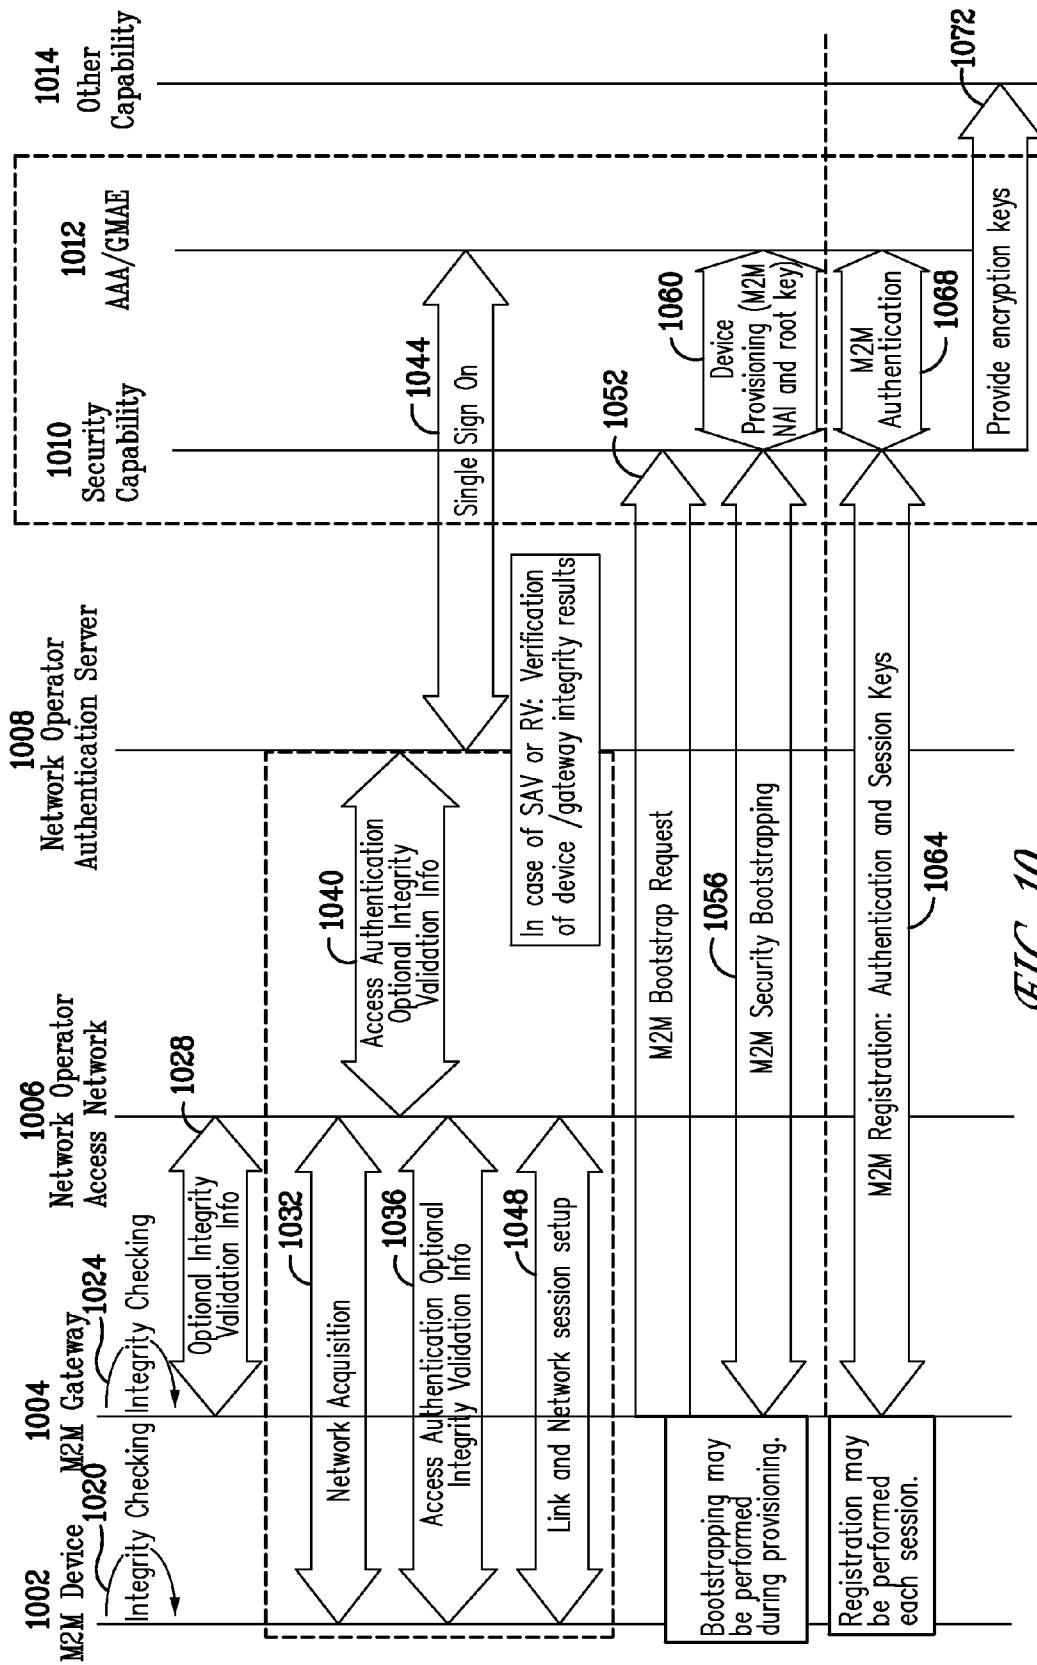 1002
M2M Device
1004
M2M Gateway
1006
Network Operator
Access Network
1008
Network Operator
Authentication Server
1010
Security
Capability
1012
AAA/GMAE
1014
Other
Capability
1020
Integrity Checking
1024
Integrity Checking
1028
Optional Integrity
Validation Info
1032
Network Acquisition
1036
Access Authentication Optional
Integrity Validation Info
1040
Access Authentication
Optional Integrity
Validation Info
1044
Single Sign On
1048
Link and Network session setup
In case of SAV or RV: Verification
of device /gateway integrity results
1052
M2M Bootstrap Request
Bootstrapping may
be performed
during provisioning.
1056
M2M Security Bootstrapping
1060
Device
Provisioning (M2M
NAI and root key)
Registration may
be performed
each session.
M2M Registration: Authentication and Session Keys
1064
M2M
Authentication
1068
Provide encryption keys
1072
FIG. 10